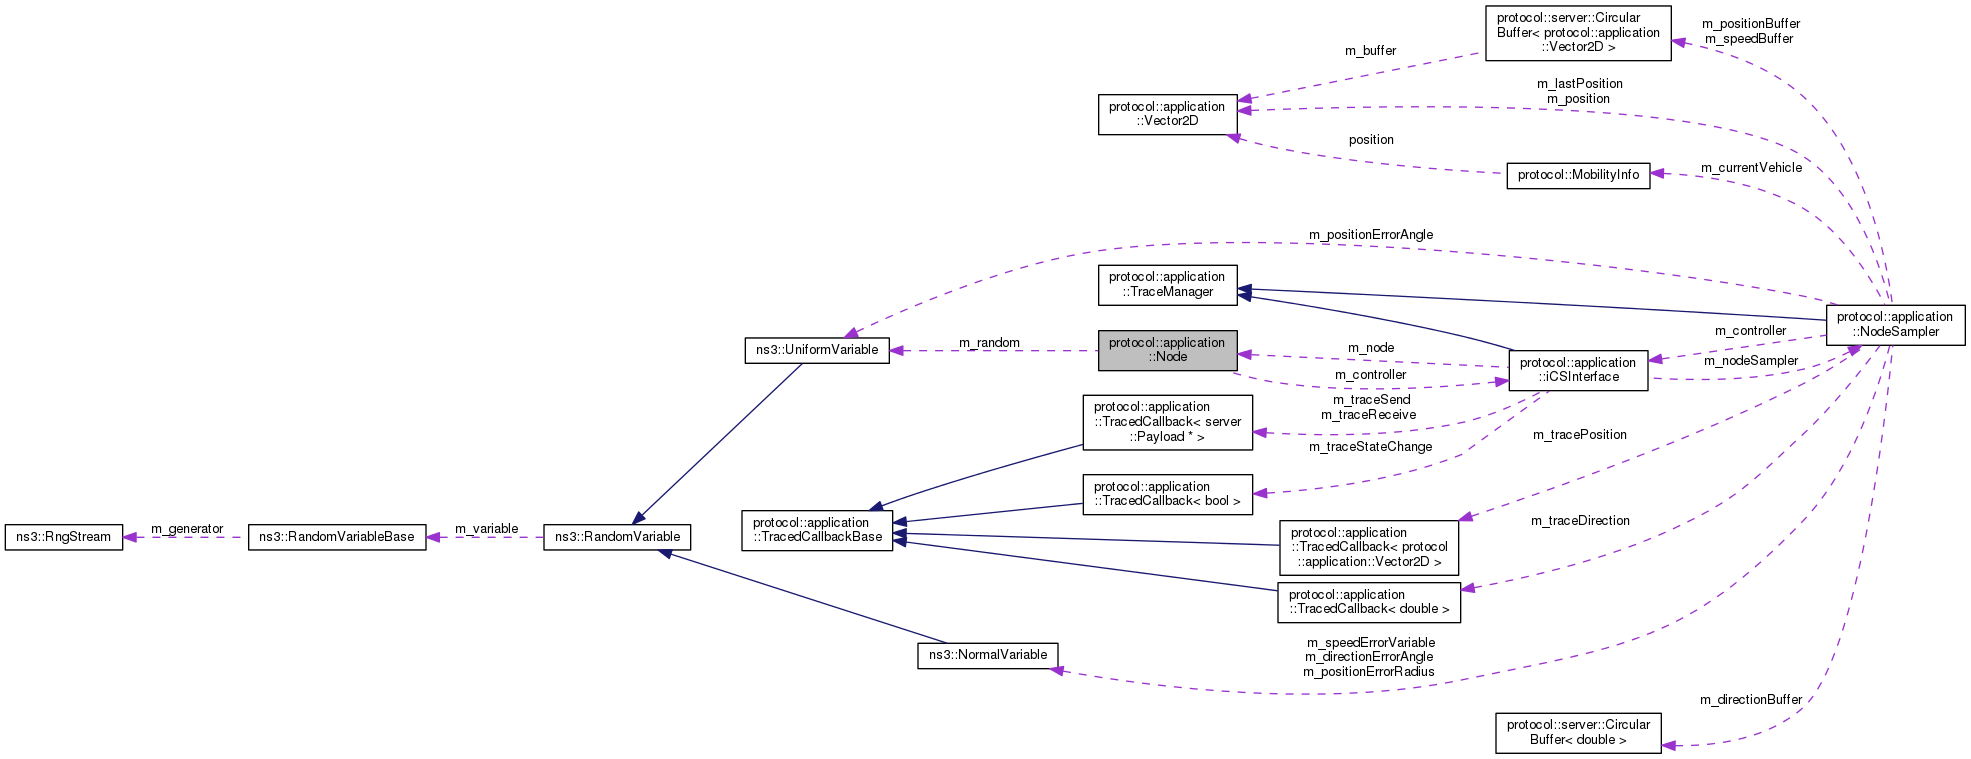 protocol::server::Circular
Buffer< protocol::application
::Vector2D >
m_positionBuffer
m_speedBuffer
m_buffer
m_lastPosition
m_position
protocol::application
::Vector2D
position
protocol::MobilityInfo
m_currentVehicle
m_positionErrorAngle
protocol::application
::TraceManager
protocol::application
::NodeSampler
ns3::UniformVariable
m_random
protocol::application
::Node
m_node
m_controller
m_controller
m_nodeSampler
protocol::application
::iCSInterface
m_traceSend
m_traceReceive
protocol::application
::TracedCallback< server
::Payload * >
m_traceStateChange
m_tracePosition
protocol::application
::TracedCallback< bool >
ns3::RngStream
m_generator
ns3::RandomVariableBase
m_variable
ns3::RandomVariable
protocol::application
::TracedCallbackBase
protocol::application
::TracedCallback< protocol
::application::Vector2D >
m_traceDirection
protocol::application
::TracedCallback< double >
ns3::NormalVariable
m_speedErrorVariable
m_directionErrorAngle
m_positionErrorRadius
m_directionBuffer
protocol::server::Circular
Buffer< double >